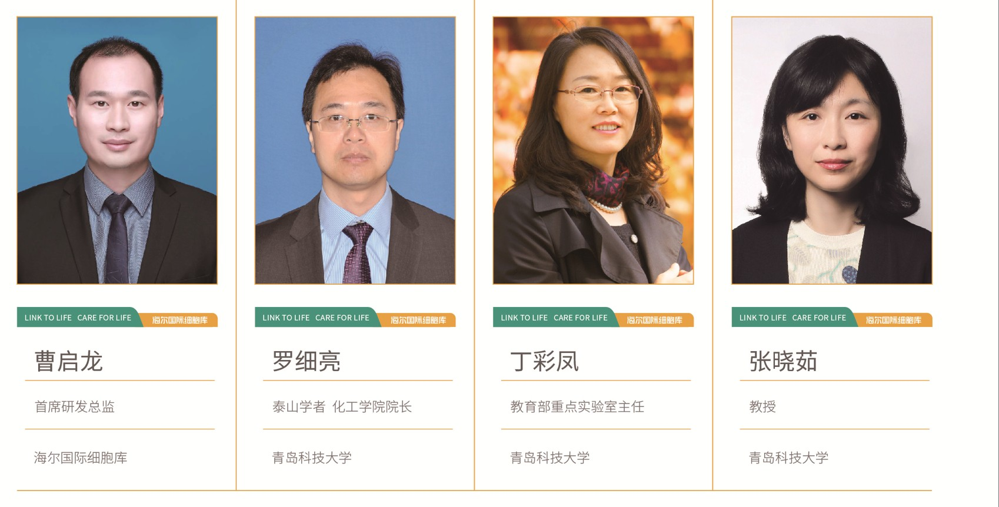 LINK TO LIFE CARE FOR LIFE 海尔国际细胞库
曹启龙
首席研发总监
海尔国际细胞库
LINK TO LIFE CARE FOR LIFE 海尔国际细胞库
罗细亮
泰山学者 化工学院院长
青岛科技大学
LINK TO LIFE CARE FOR LIFE 海尔国际细胞库
丁彩凤
教育部重点实验室主任
青岛科技大学
LINK TO LIFE CARE FOR LIFE 海尔国际细胞库
张晓茹
教授
青岛科技大学